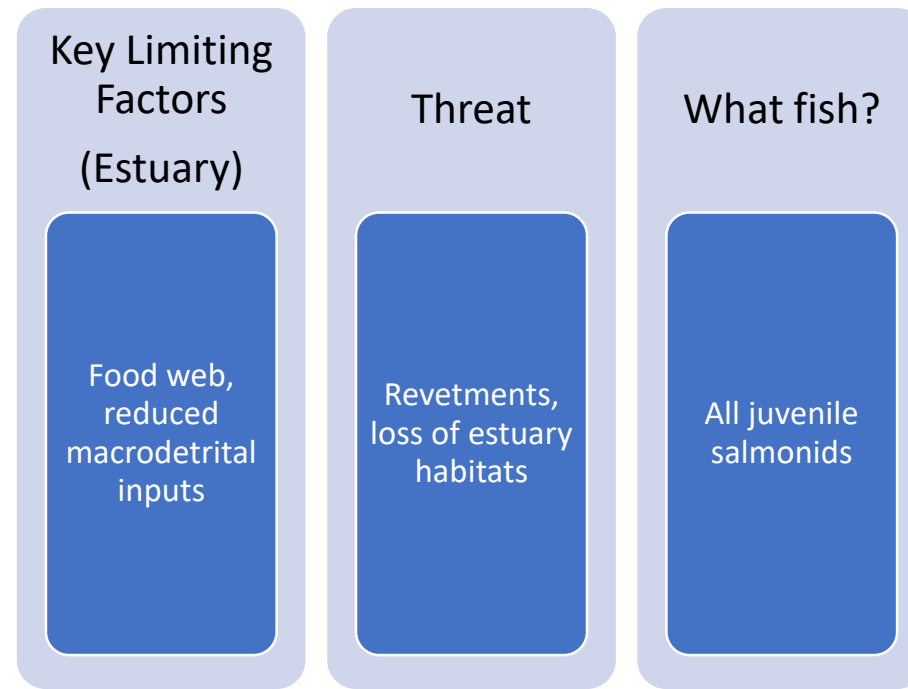 Key Limiting
Factors
(Estuary)
Food web,
reduced
macrodetrital
inputs
Threat
Revetments,
loss of estuary
habitats
What fish?
All juvenile
salmonids